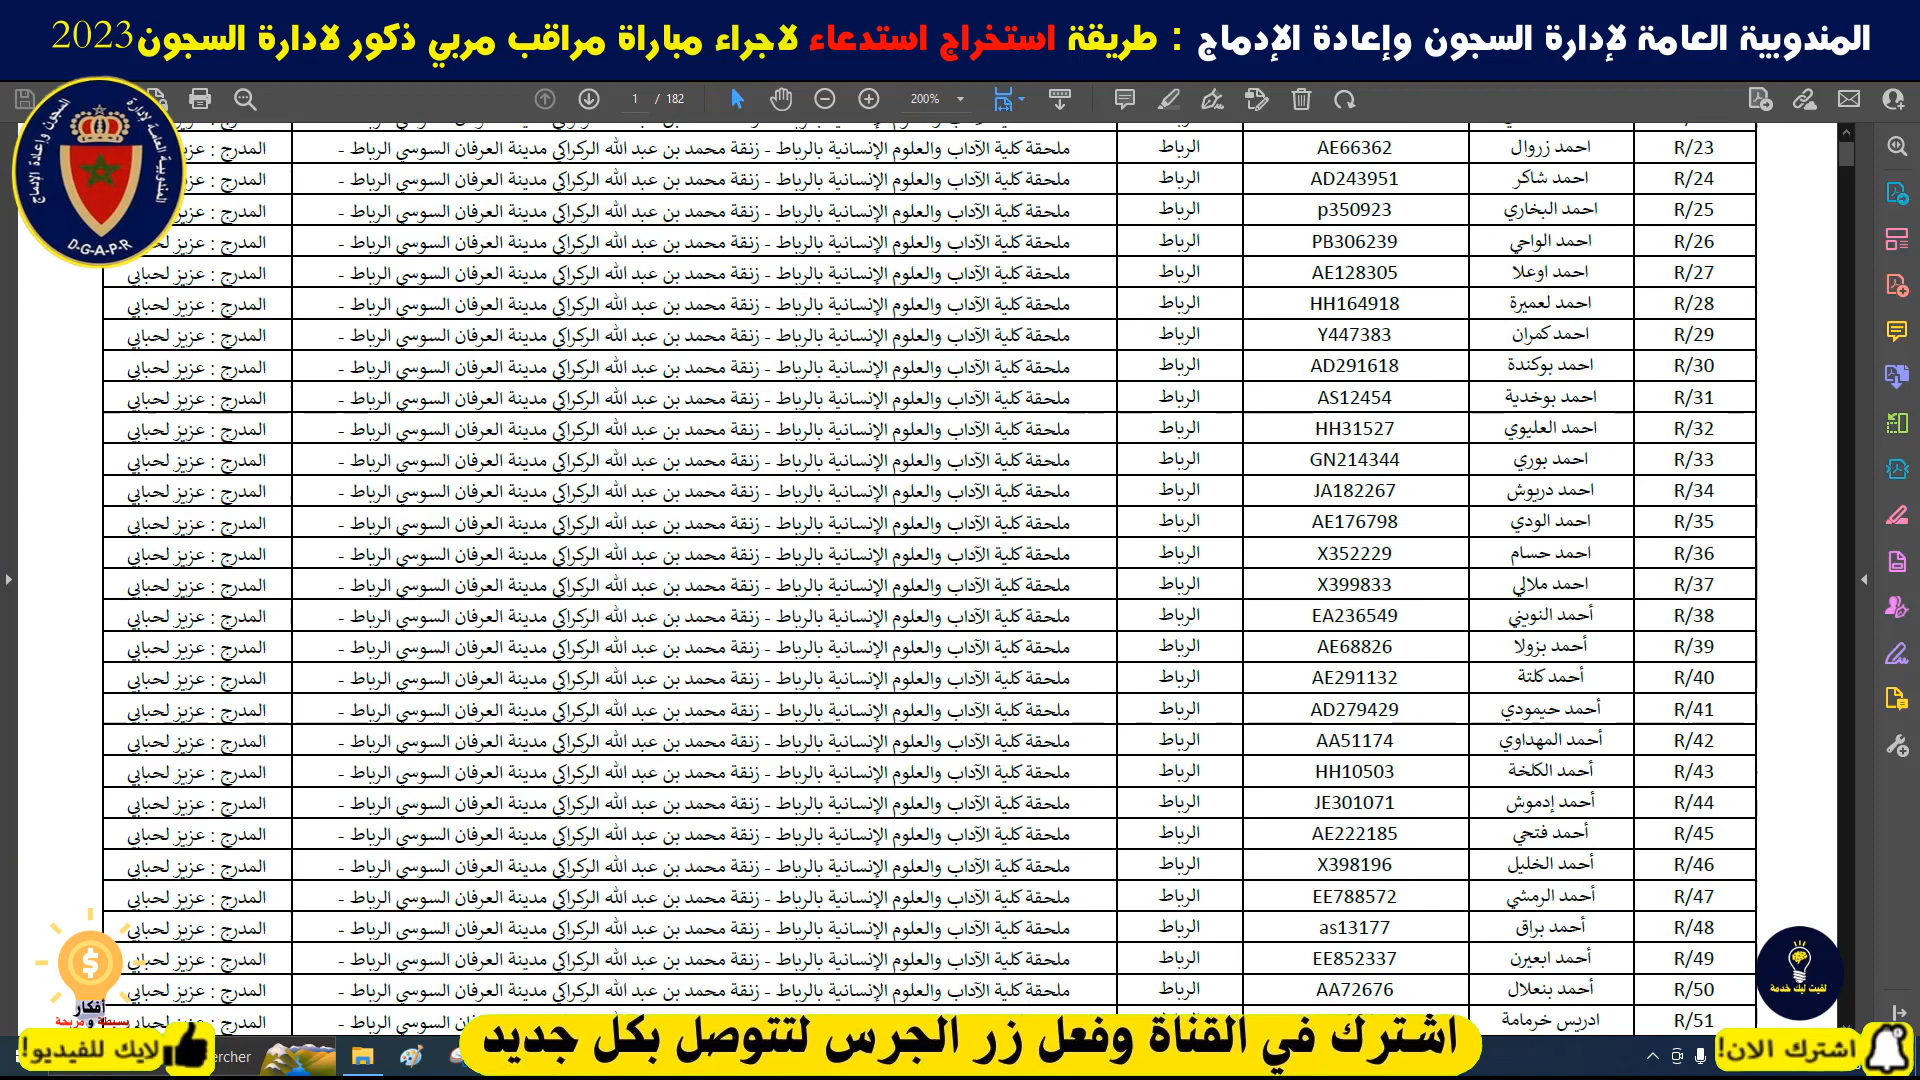 المندوبية العامة لإدارة السجون وإعادة الإدماج : طريقة استخراج استدعاء لاجراء مباراة مراقب مربي ذكور لادارة السجون 2023
1 / 182 200%
المندوبية العامة لإدارة السجون وإعادة الإدماج
D-G-A-P-R
R/23 احمد زروال AE66362 الرباط ملحقة كلية الآداب والعلوم الإنسانية بالرباط - زنقة محمد بن عبد الله الركراكي مدينة العرفان السوسي الرباط - المدرج : عزيز
R/24 احمد شاكر AD243951 الرباط ملحقة كلية الآداب والعلوم الإنسانية بالرباط - زنقة محمد بن عبد الله الركراكي مدينة العرفان السوسي الرباط - المدرج : عزيز
R/25 احمد البخاري p350923 الرباط ملحقة كلية الآداب والعلوم الإنسانية بالرباط - زنقة محمد بن عبد الله الركراكي مدينة العرفان السوسي الرباط - المدرج : عزيز
R/26 احمد الواحي PB306239 الرباط ملحقة كلية الآداب والعلوم الإنسانية بالرباط - زنقة محمد بن عبد الله الركراكي مدينة العرفان السوسي الرباط - المدرج : عزيز لحبابي
R/27 احمد اوعلا AE128305 الرباط ملحقة كلية الآداب والعلوم الإنسانية بالرباط - زنقة محمد بن عبد الله الركراكي مدينة العرفان السوسي الرباط - المدرج : عزيز لحبابي
R/28 احمد لعميرة HH164918 الرباط ملحقة كلية الآداب والعلوم الإنسانية بالرباط - زنقة محمد بن عبد الله الركراكي مدينة العرفان السوسي الرباط - المدرج : عزيز لحبابي
R/29 احمد كمران Y447383 الرباط ملحقة كلية الآداب والعلوم الإنسانية بالرباط - زنقة محمد بن عبد الله الركراكي مدينة العرفان السوسي الرباط - المدرج : عزيز لحبابي
R/30 احمد بوكندة AD291618 الرباط ملحقة كلية الآداب والعلوم الإنسانية بالرباط - زنقة محمد بن عبد الله الركراكي مدينة العرفان السوسي الرباط - المدرج : عزيز لحبابي
R/31 احمد بوخدية AS12454 الرباط ملحقة كلية الآداب والعلوم الإنسانية بالرباط - زنقة محمد بن عبد الله الركراكي مدينة العرفان السوسي الرباط - المدرج : عزيز لحبابي
R/32 احمد العليوي HH31527 الرباط ملحقة كلية الآداب والعلوم الإنسانية بالرباط - زنقة محمد بن عبد الله الركراكي مدينة العرفان السوسي الرباط - المدرج : عزيز لحبابي
R/33 احمد بوري GN214344 الرباط ملحقة كلية الآداب والعلوم الإنسانية بالرباط - زنقة محمد بن عبد الله الركراكي مدينة العرفان السوسي الرباط - المدرج : عزيز لحبابي
R/34 احمد دريوش JA182267 الرباط ملحقة كلية الآداب والعلوم الإنسانية بالرباط - زنقة محمد بن عبد الله الركراكي مدينة العرفان السوسي الرباط - المدرج : عزيز لحبابي
R/35 احمد الودي AE176798 الرباط ملحقة كلية الآداب والعلوم الإنسانية بالرباط - زنقة محمد بن عبد الله الركراكي مدينة العرفان السوسي الرباط - المدرج : عزيز لحبابي
R/36 احمد حسام X352229 الرباط ملحقة كلية الآداب والعلوم الإنسانية بالرباط - زنقة محمد بن عبد الله الركراكي مدينة العرفان السوسي الرباط - المدرج : عزيز لحبابي
R/37 احمد ملالي X399833 الرباط ملحقة كلية الآداب والعلوم الإنسانية بالرباط - زنقة محمد بن عبد الله الركراكي مدينة العرفان السوسي الرباط - المدرج : عزيز لحبابي
R/38 أحمد النويني EA236549 الرباط ملحقة كلية الآداب والعلوم الإنسانية بالرباط - زنقة محمد بن عبد الله الركراكي مدينة العرفان السوسي الرباط - المدرج : عزيز لحبابي
R/39 أحمد بزولا AE68826 الرباط ملحقة كلية الآداب والعلوم الإنسانية بالرباط - زنقة محمد بن عبد الله الركراكي مدينة العرفان السوسي الرباط - المدرج : عزيز لحبابي
R/40 أحمد كلتة AE291132 الرباط ملحقة كلية الآداب والعلوم الإنسانية بالرباط - زنقة محمد بن عبد الله الركراكي مدينة العرفان السوسي الرباط - المدرج : عزيز لحبابي
R/41 أحمد حيمودي AD279429 الرباط ملحقة كلية الآداب والعلوم الإنسانية بالرباط - زنقة محمد بن عبد الله الركراكي مدينة العرفان السوسي الرباط - المدرج : عزيز لحبابي
R/42 أحمد المهداوي AA51174 الرباط ملحقة كلية الآداب والعلوم الإنسانية بالرباط - زنقة محمد بن عبد الله الركراكي مدينة العرفان السوسي الرباط - المدرج : عزيز لحبابي
R/43 أحمد الكلخة HH10503 الرباط ملحقة كلية الآداب والعلوم الإنسانية بالرباط - زنقة محمد بن عبد الله الركراكي مدينة العرفان السوسي الرباط - المدرج : عزيز لحبابي
R/44 أحمد إدموش JE301071 الرباط ملحقة كلية الآداب والعلوم الإنسانية بالرباط - زنقة محمد بن عبد الله الركراكي مدينة العرفان السوسي الرباط - المدرج : عزيز لحبابي
R/45 أحمد فتحي AE222185 الرباط ملحقة كلية الآداب والعلوم الإنسانية بالرباط - زنقة محمد بن عبد الله الركراكي مدينة العرفان السوسي الرباط - المدرج : عزيز لحبابي
R/46 أحمد الخليل X398196 الرباط ملحقة كلية الآداب والعلوم الإنسانية بالرباط - زنقة محمد بن عبد الله الركراكي مدينة العرفان السوسي الرباط - المدرج : عزيز لحبابي
R/47 أحمد الرمشي EE788572 الرباط ملحقة كلية الآداب والعلوم الإنسانية بالرباط - زنقة محمد بن عبد الله الركراكي مدينة العرفان السوسي الرباط - المدرج : عزيز لحبابي
R/48 أحمد براق as13177 الرباط ملحقة كلية الآداب والعلوم الإنسانية بالرباط - زنقة محمد بن عبد الله الركراكي مدينة العرفان السوسي الرباط - المدرج : عزيز لحبابي
R/49 أحمد ابعيرن EE852337 الرباط ملحقة كلية الآداب والعلوم الإنسانية بالرباط - زنقة محمد بن عبد الله الركراكي مدينة العرفان السوسي الرباط - المدرج : عزيز لحبابي
R/50 أحمد بنعلال AA72676 الرباط ملحقة كلية الآداب والعلوم الإنسانية بالرباط - زنقة محمد بن عبد الله الركراكي مدينة العرفان السوسي الرباط - المدرج : عزيز لحبابي
R/51 ادريس خرمامة المدرج : عزيز
لقيت ليك خدمة
أفكار
بسيطة و مربحة
اشترك في القناة وفعل زر الجرس لتتوصل بكل جديد
لايك للفيديو!
ercher
اشترك الان!